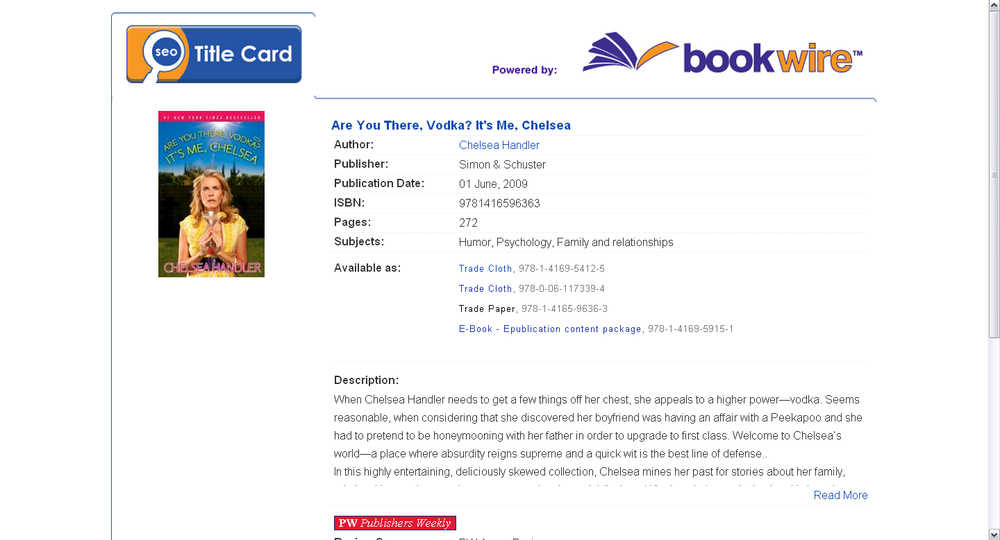 seo Title Card
Powered by:
bookwire™
#1 NEW YORK TIMES BESTSELLER
ARE YOU THERE, VODKA?
IT'S ME, CHELSEA
CHELSEA HANDLER
Are You There, Vodka? It's Me, Chelsea
Author: Chelsea Handler
Publisher: Simon & Schuster
Publication Date: 01 June, 2009
ISBN: 9781416596363
Pages: 272
Subjects: Humor, Psychology, Family and relationships
Available as: Trade Cloth, 978-1-4169-5412-5
Trade Cloth, 978-0-06-117339-4
Trade Paper, 978-1-4165-9636-3
E-Book - Epublication content package, 978-1-4169-5915-1
Description:
When Chelsea Handler needs to get a few things off her chest, she appeals to a higher power—vodka. Seems
reasonable, when considering that she discovered her boyfriend was having an affair with a Peekapoo and she
had to pretend to be honeymooning with her father in order to upgrade to first class. Welcome to Chelsea's
world—a place where absurdity reigns supreme and a quick wit is the best line of defense..
In this highly entertaining, deliciously skewed collection, Chelsea mines her past for stories about her family,
Read More
PW Publishers Weekly